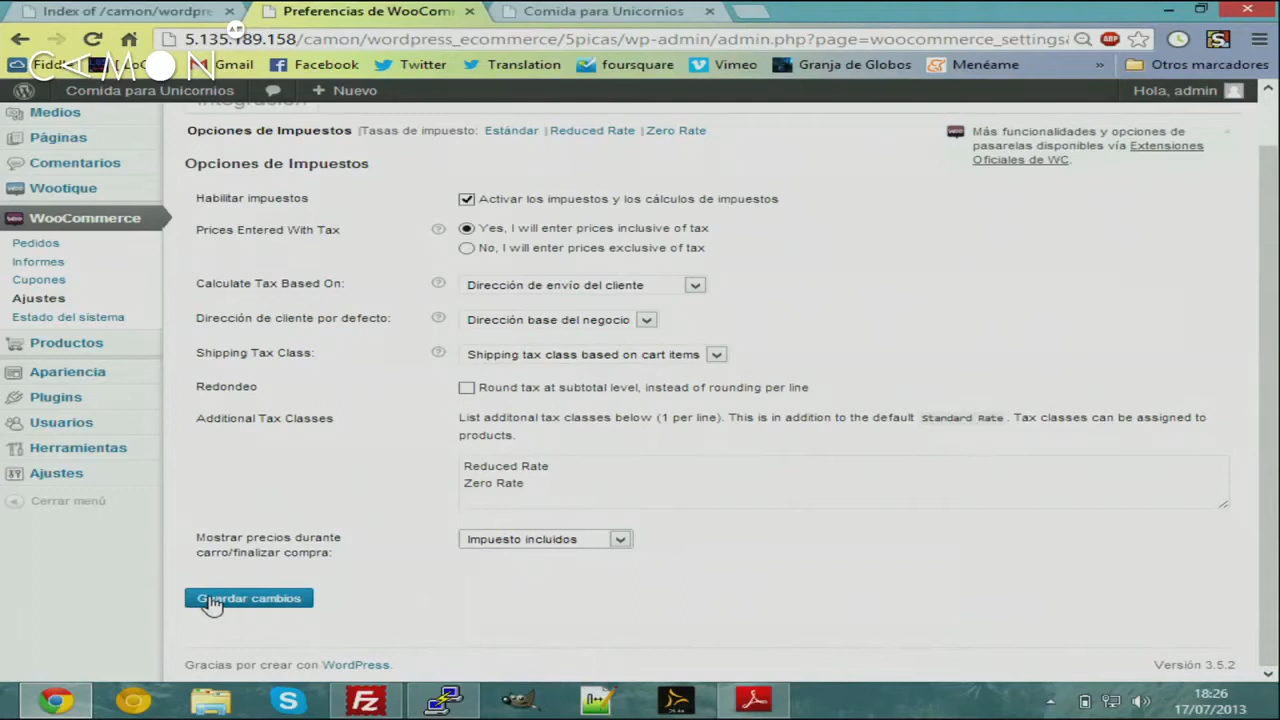 Index of /camon/wordpr
Preferencias de WooComm
Comida para Unicornios
5.135.189.158/camon/wordpress_ecommerce/5picas/wp-admin/admin.php?page=woocommerce_settings&
CAMON
Gmail
Facebook
Twitter
Translation
foursquare
Vimeo
Granja de Globos
Menéame
»
Otros marcadores
Comida para Unicornios
+ Nuevo
Hola, admin
Medios
Páginas
Comentarios
Wootique
WooCommerce
Pedidos
Informes
Cupones
Ajustes
Estado del sistema
Productos
Apariencia
Plugins
Usuarios
Herramientas
Ajustes
Cerrar menú
Integración
Opciones de Impuestos | Tasas de impuesto: Estándar | Reduced Rate | Zero Rate
Más funcionalidades y opciones de
pasarelas disponibles vía Extensiones
Oficiales de WC.
Opciones de Impuestos
Habilitar impuestos
Activar los impuestos y los cálculos de impuestos
Prices Entered With Tax
Yes, I will enter prices inclusive of tax
No, I will enter prices exclusive of tax
Calculate Tax Based On:
Dirección de envío del cliente
Dirección de cliente por defecto:
Dirección base del negocio
Shipping Tax Class:
Shipping tax class based on cart items
Redondeo
Round tax at subtotal level, instead of rounding per line
Additional Tax Classes
List additonal tax classes below (1 per line). This is in addition to the default Standard Rate. Tax classes can be assigned to
products.
Reduced Rate
Zero Rate
Mostrar precios durante
carro/finalizar compra:
Impuesto incluidos
Guardar cambios
Gracias por crear con WordPress.
Versión 3.5.2
18:26
17/07/2013